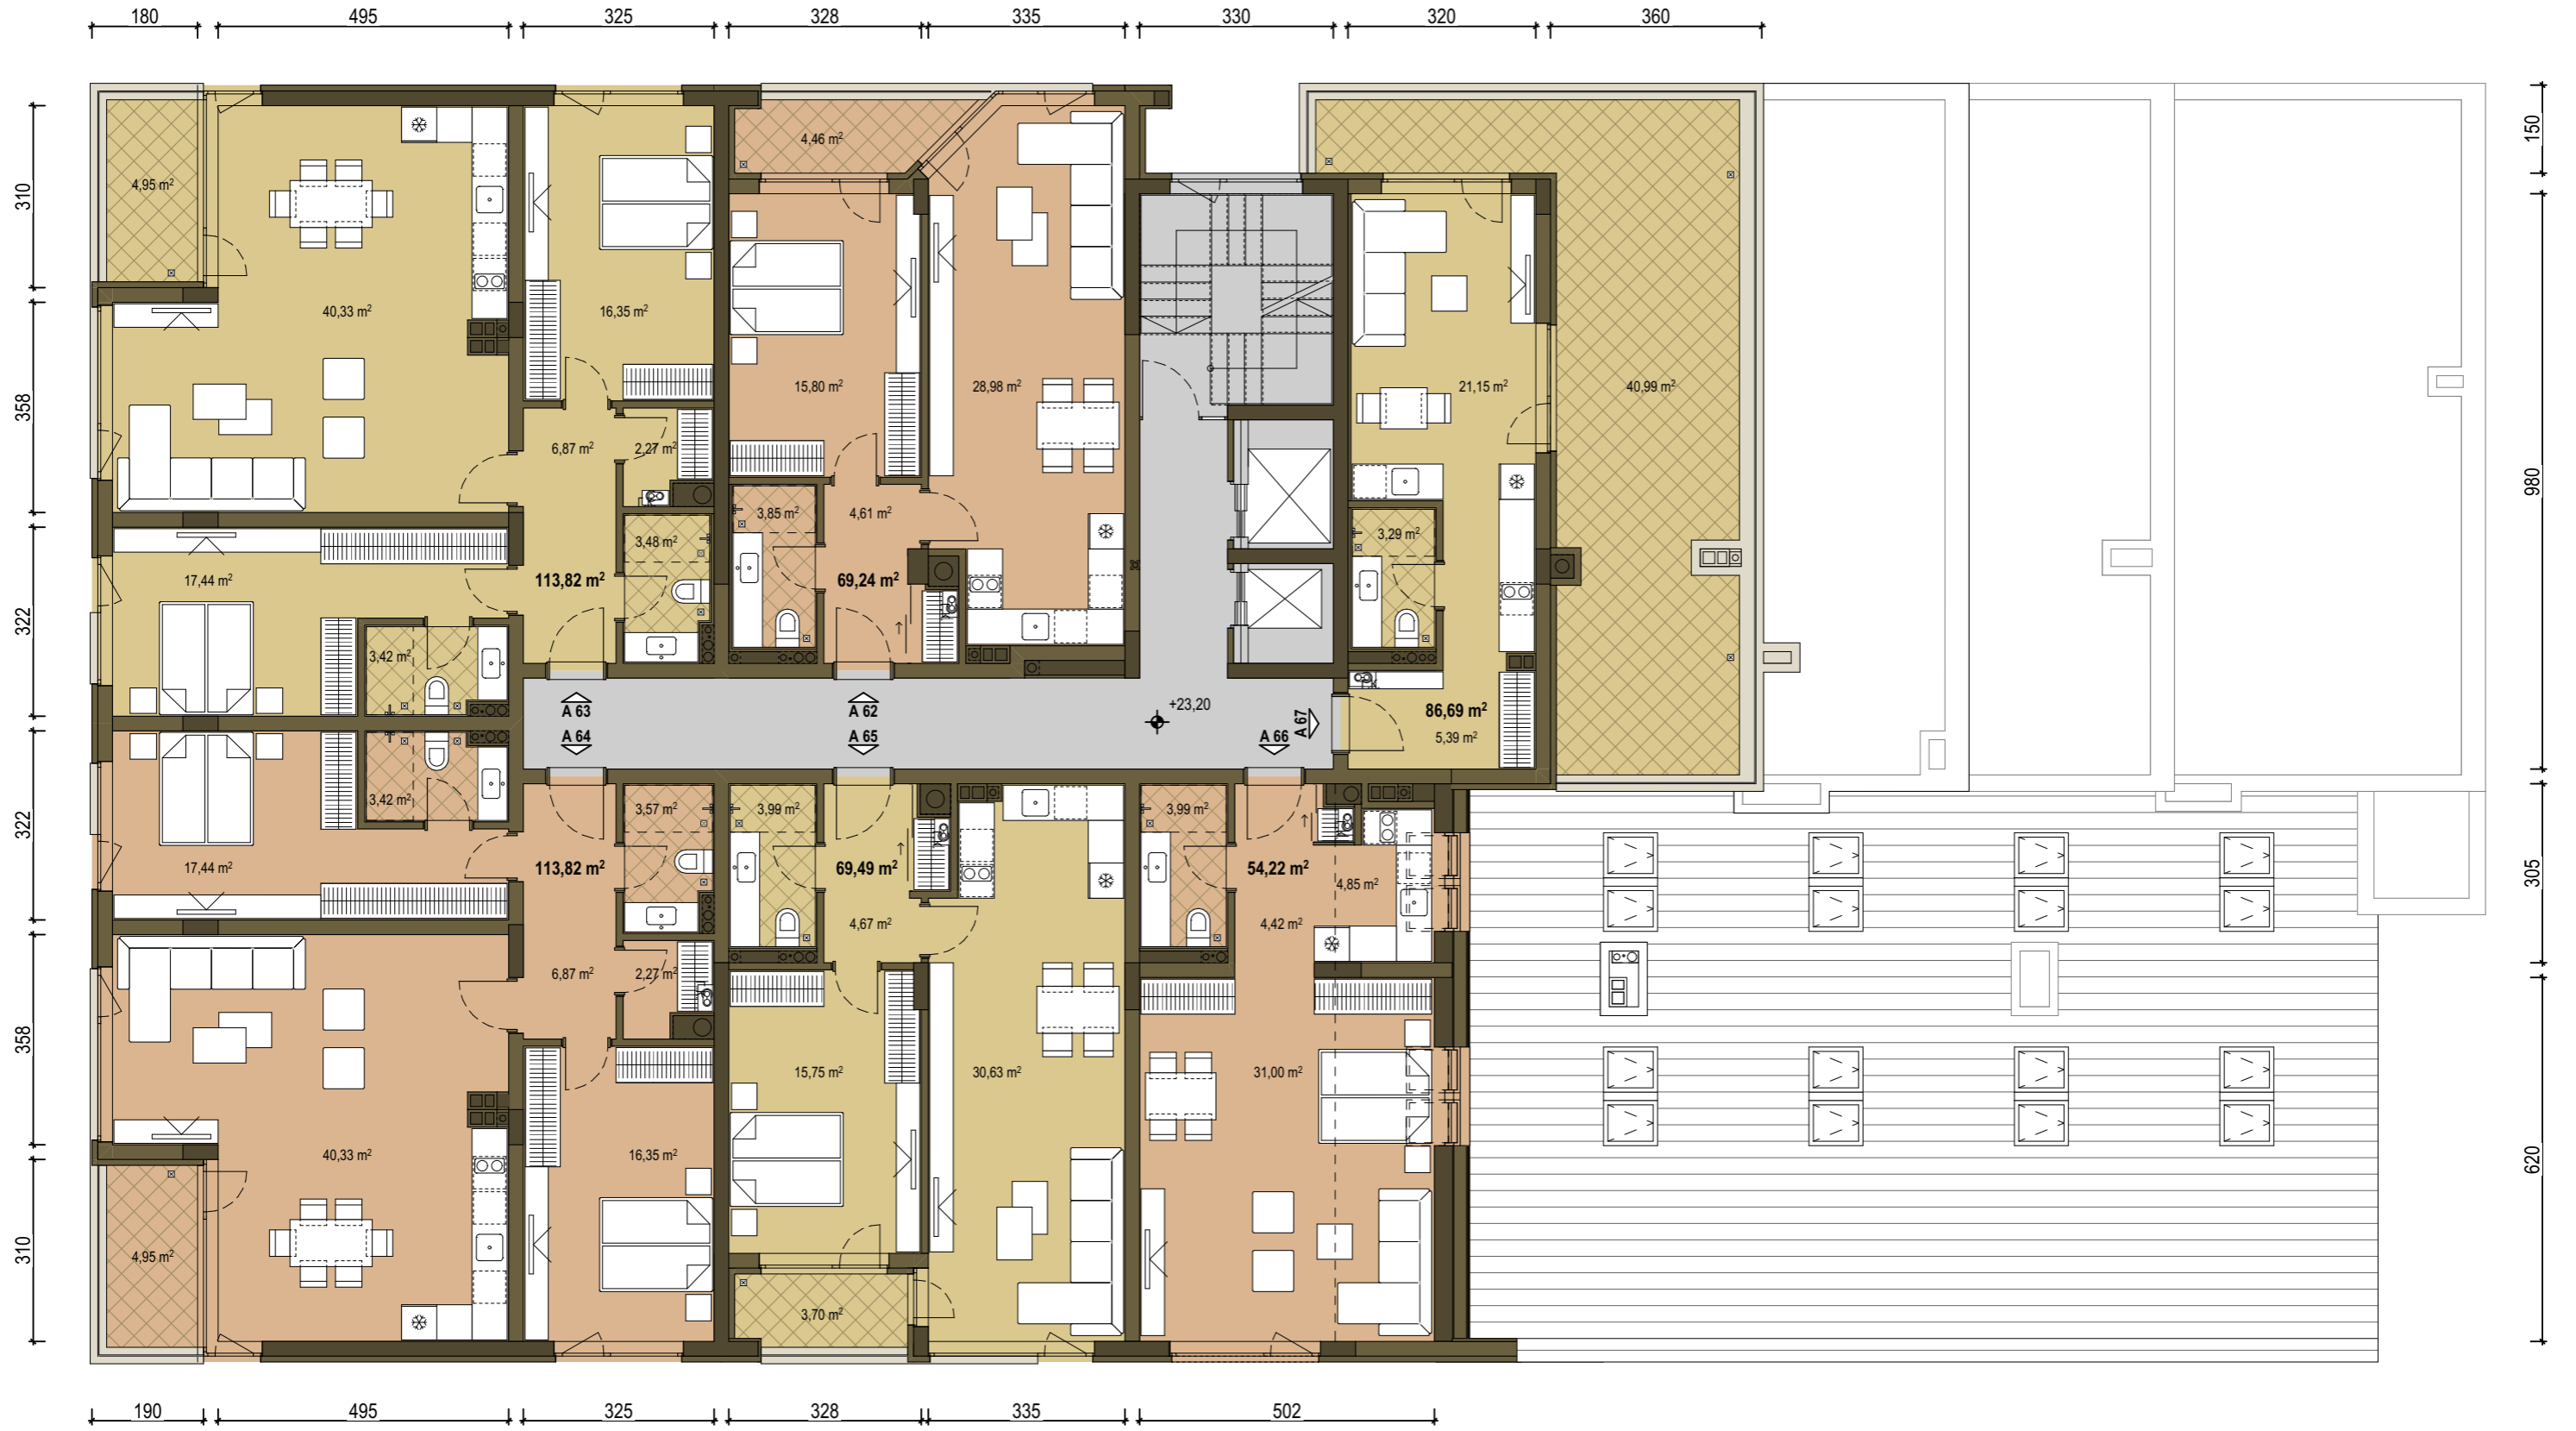 180 495 325 328 335 330 320 360
150
4,46 m²
4,95 m²
310
40,33 m²
16,35 m²
15,80 m²
28,98 m²
21,15 m²
40,99 m²
358
6,87 m²
2,27 m²
980
3,85 m²
4,61 m²
3,48 m²
3,29 m²
17,44 m²
113,82 m²
69,24 m²
322
3,42 m²
A 63
A 62
+23,20
86,69 m²
A 64
A 65
A 66
A 67
5,39 m²
3,42 m²
3,57 m²
3,99 m²
3,99 m²
322
17,44 m²
113,82 m²
69,49 m²
54,22 m²
4,85 m²
305
4,67 m²
4,42 m²
6,87 m²
2,27 m²
358
15,75 m²
30,63 m²
31,00 m²
40,33 m²
16,35 m²
620
310
4,95 m²
3,70 m²
190 495 325 328 335 502